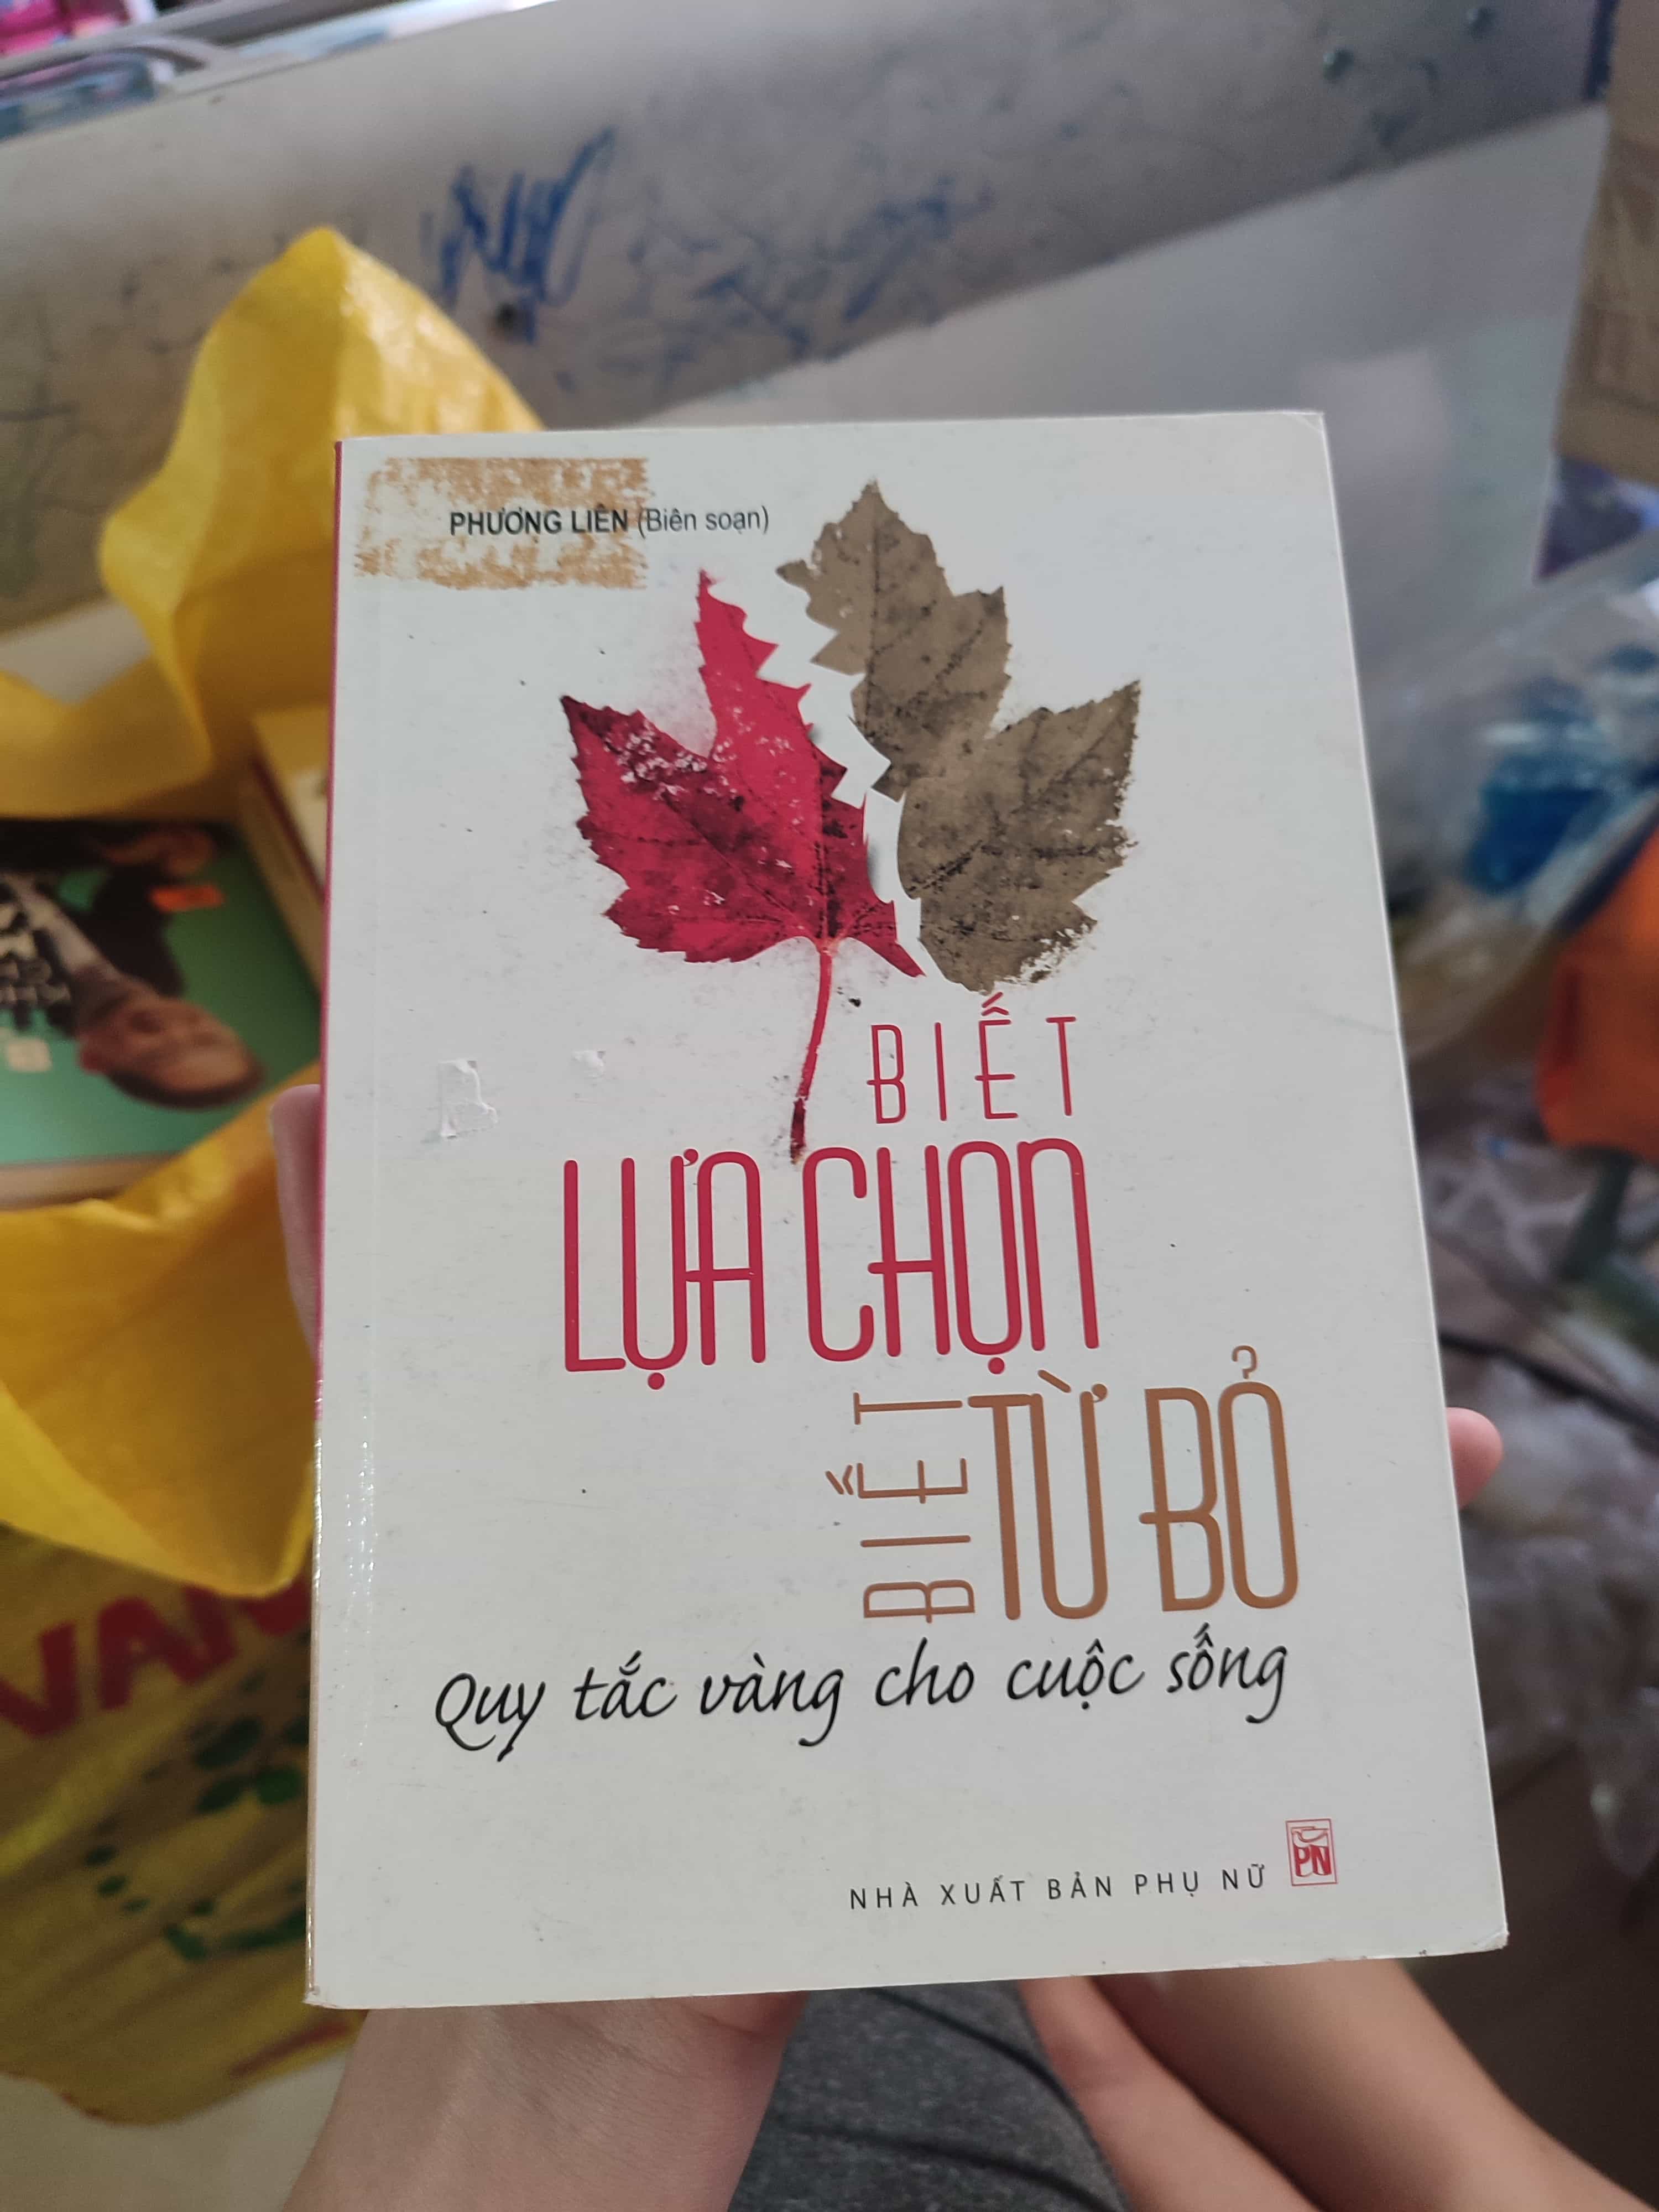 PHƯƠNG LIÊN (Biên soạn)
BIẾT
LỰA CHỌN
BIẾT
TỪ BỎ
Quy tắc vàng cho cuộc sống
NHÀ XUẤT BẢN PHỤ NỮ
PN